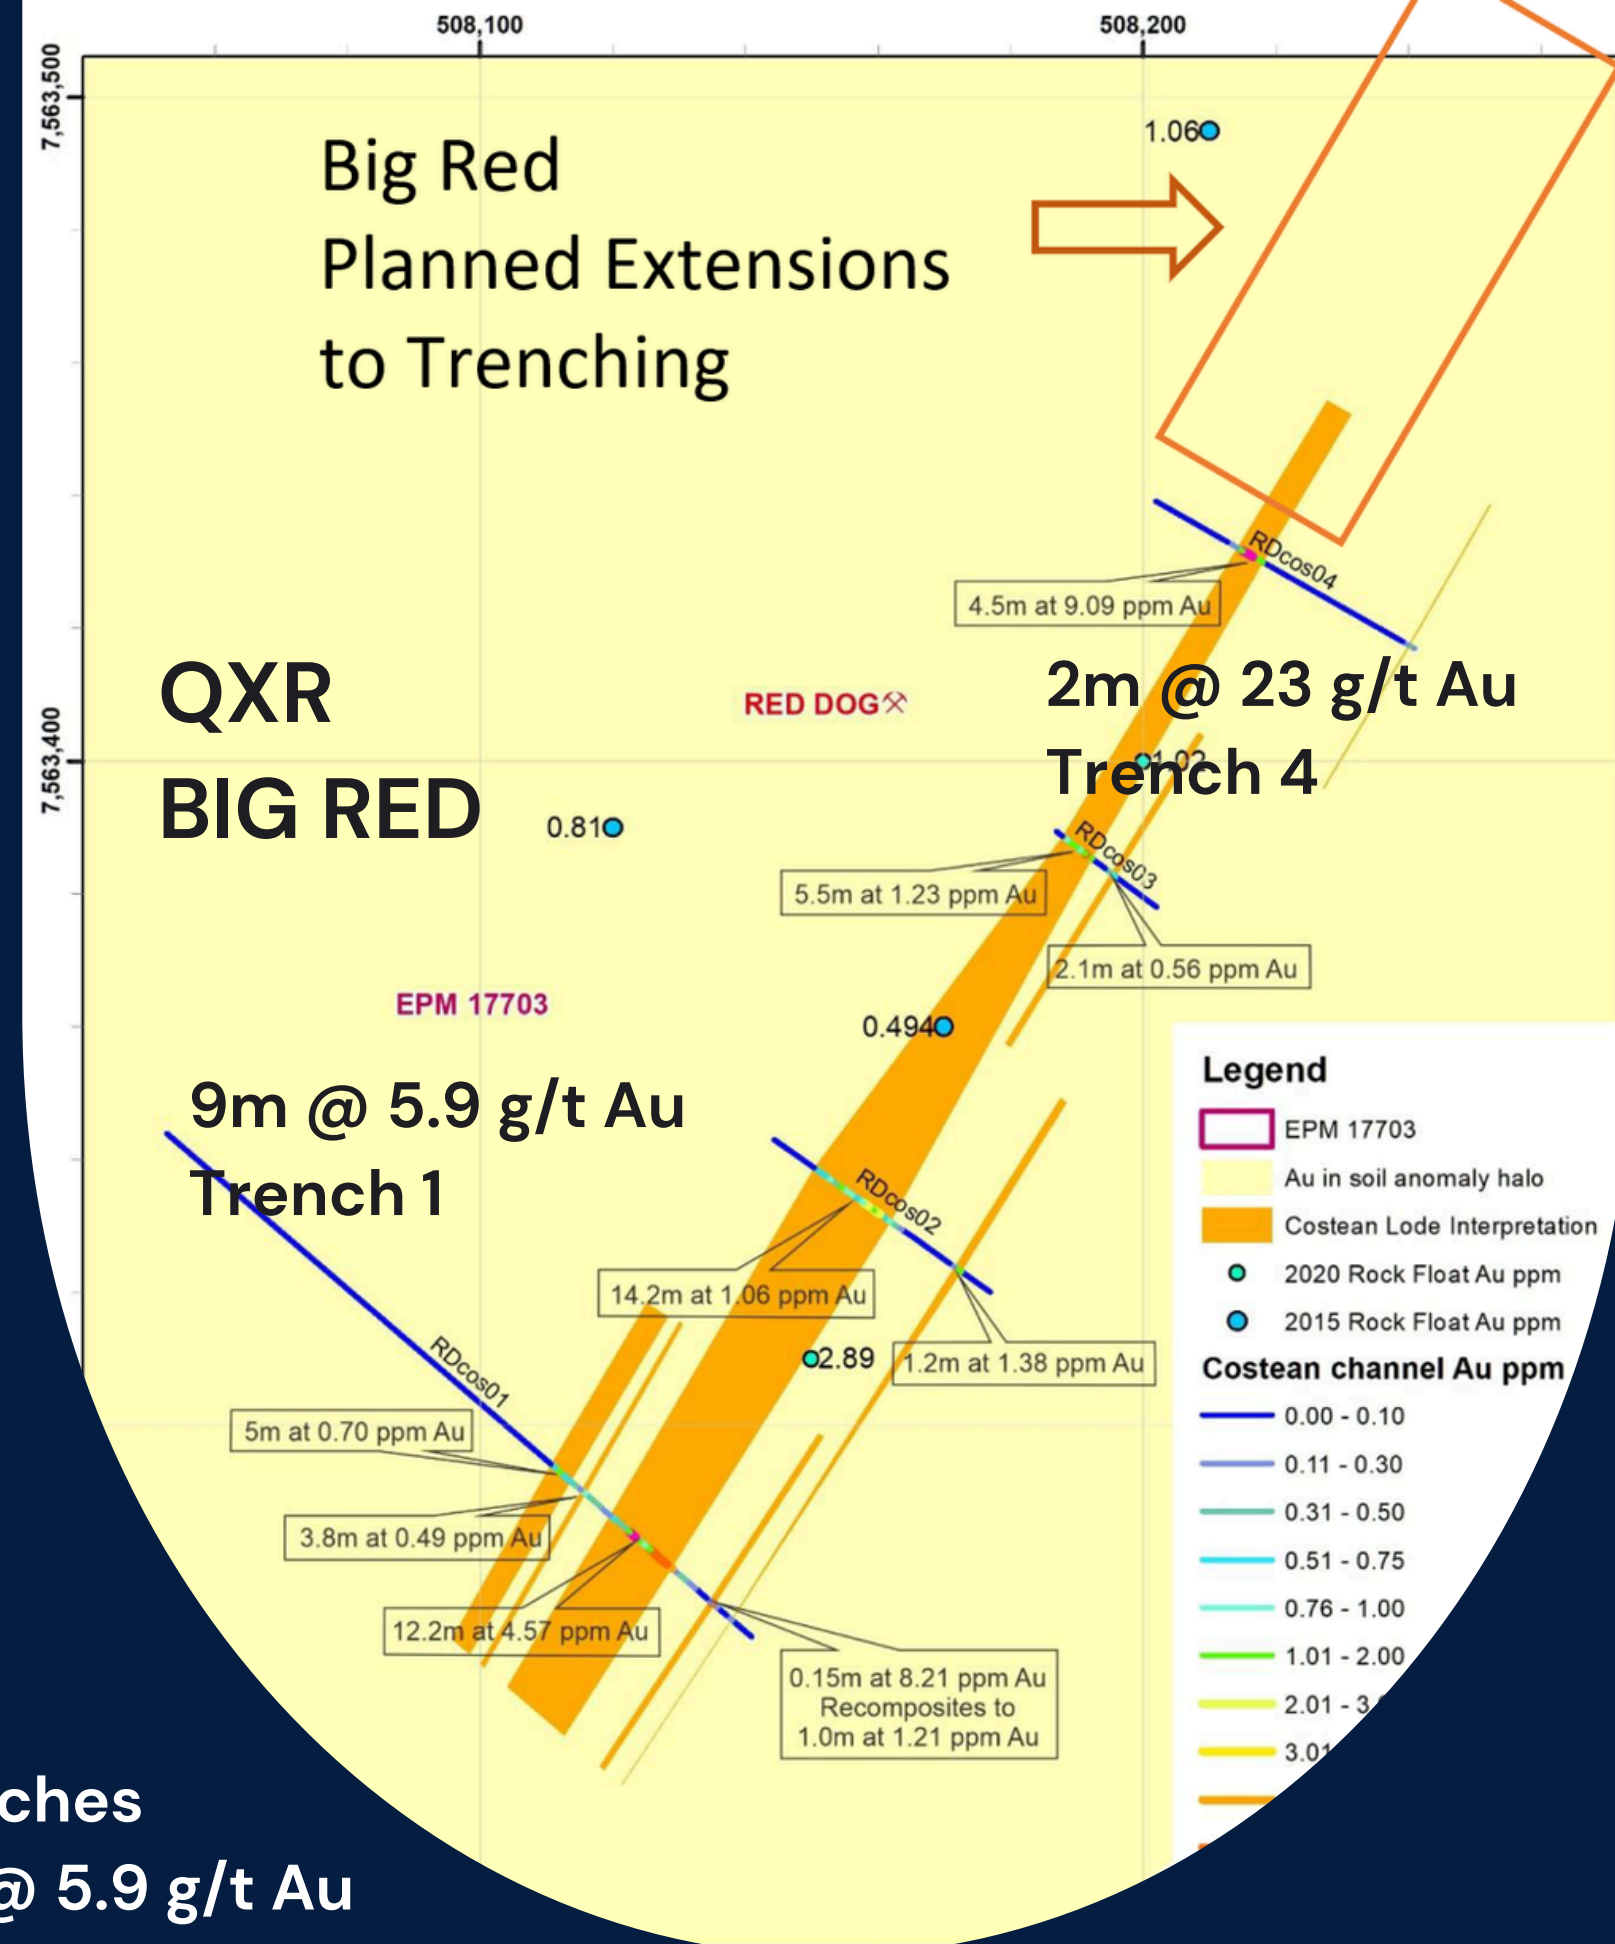 508,100
508,200
7,563,500
1.06
Big Red
Planned Extensions
to Trenching
RDcos04
4.5m at 9.09 ppm Au
QXR
BIG RED
RED DOG
2m @ 23 g/t Au
Trench 4
7,563,400
1.02
0.81
RDcos03
5.5m at 1.23 ppm Au
2.1m at 0.56 ppm Au
EPM 17703
0.494
9m @ 5.9 g/t Au
Trench 1
RDcos02
14.2m at 1.06 ppm Au
2.89
1.2m at 1.38 ppm Au
RDcos01
5m at 0.70 ppm Au
3.8m at 0.49 ppm Au
12.2m at 4.57 ppm Au
0.15m at 8.21 ppm Au
Recomposites to
1.0m at 1.21 ppm Au
Legend
EPM 17703
Au in soil anomaly halo
Costean Lode Interpretation
2020 Rock Float Au ppm
2015 Rock Float Au ppm
Costean channel Au ppm
0.00 - 0.10
0.11 - 0.30
0.31 - 0.50
0.51 - 0.75
0.76 - 1.00
1.01 - 2.00
2.01 - 3.
3.01
ches
@ 5.9 g/t Au